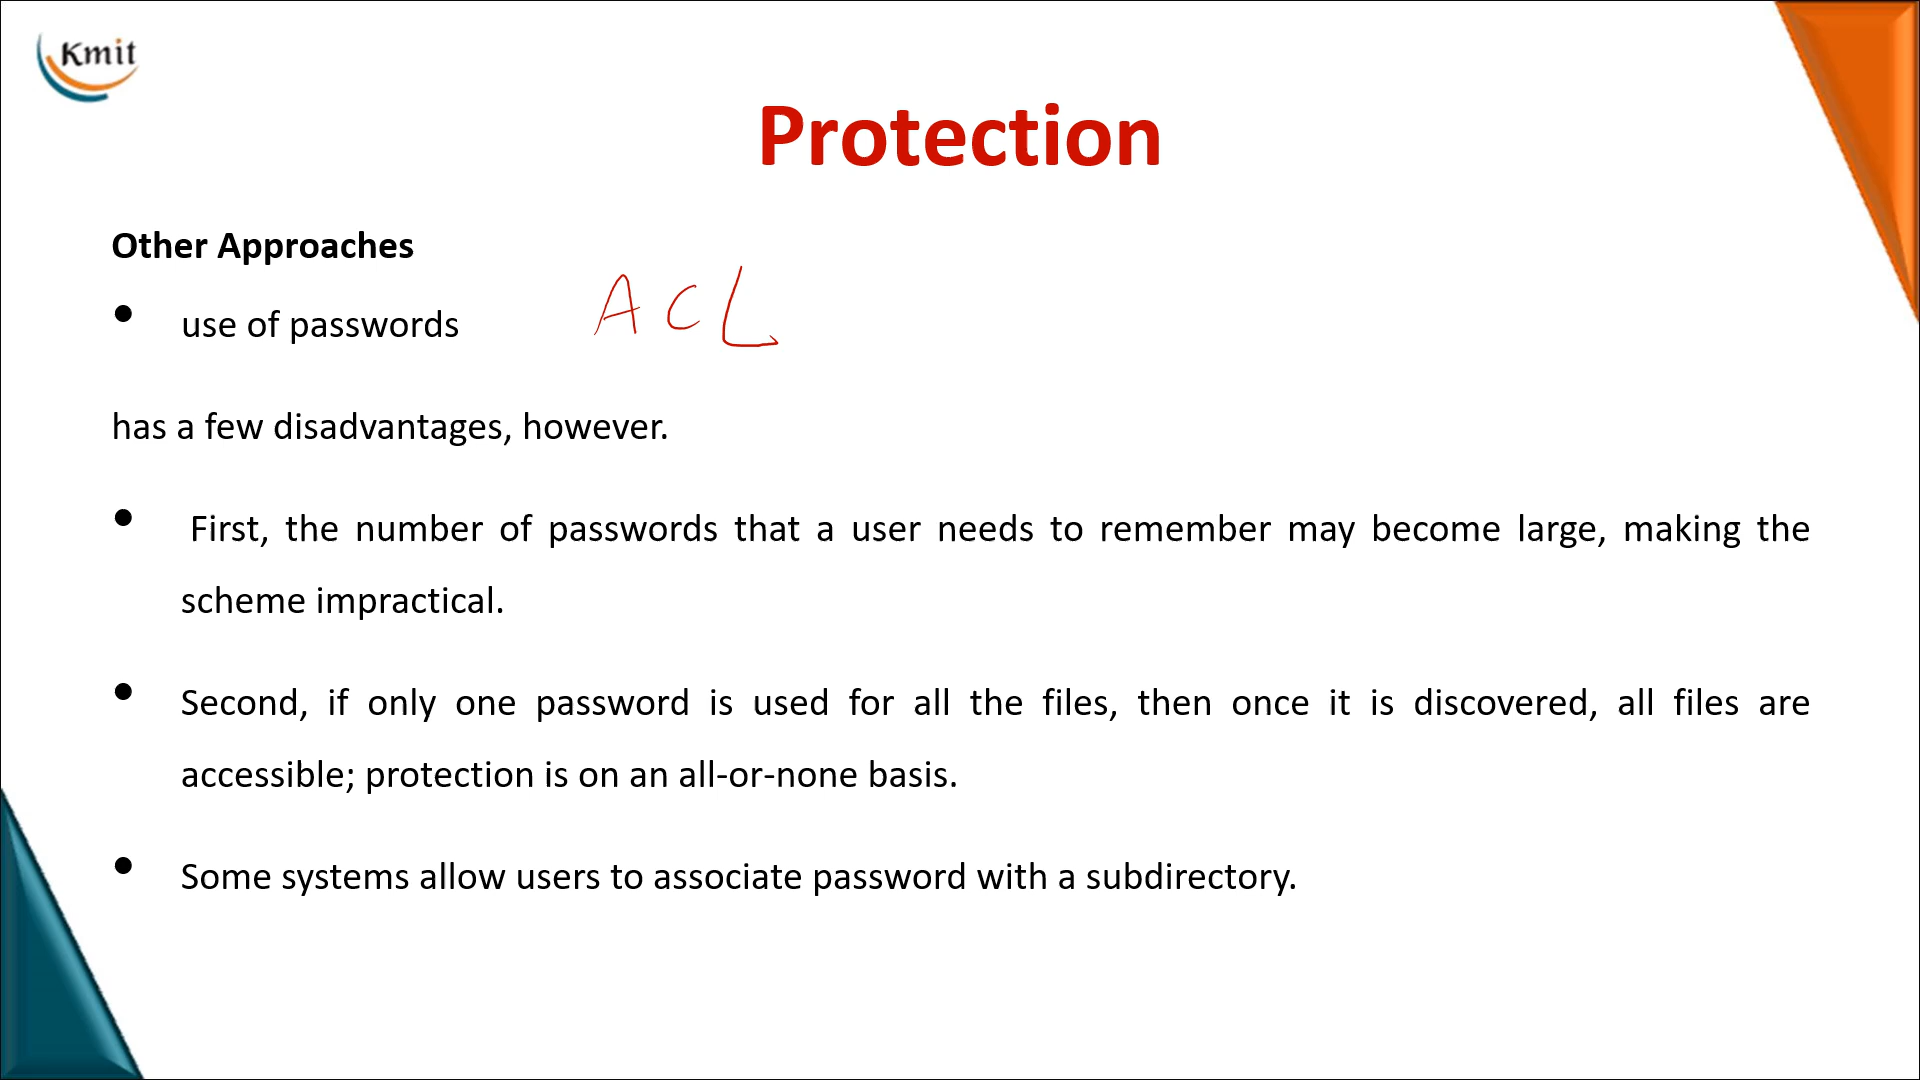 Kmit
Protection
Other Approaches
• use of passwords
ACL
has a few disadvantages, however.
• First, the number of passwords that a user needs to remember may become large, making the
scheme impractical.
• Second, if only one password is used for all the files, then once it is discovered, all files are
accessible; protection is on an all-or-none basis.
• Some systems allow users to associate password with a subdirectory.